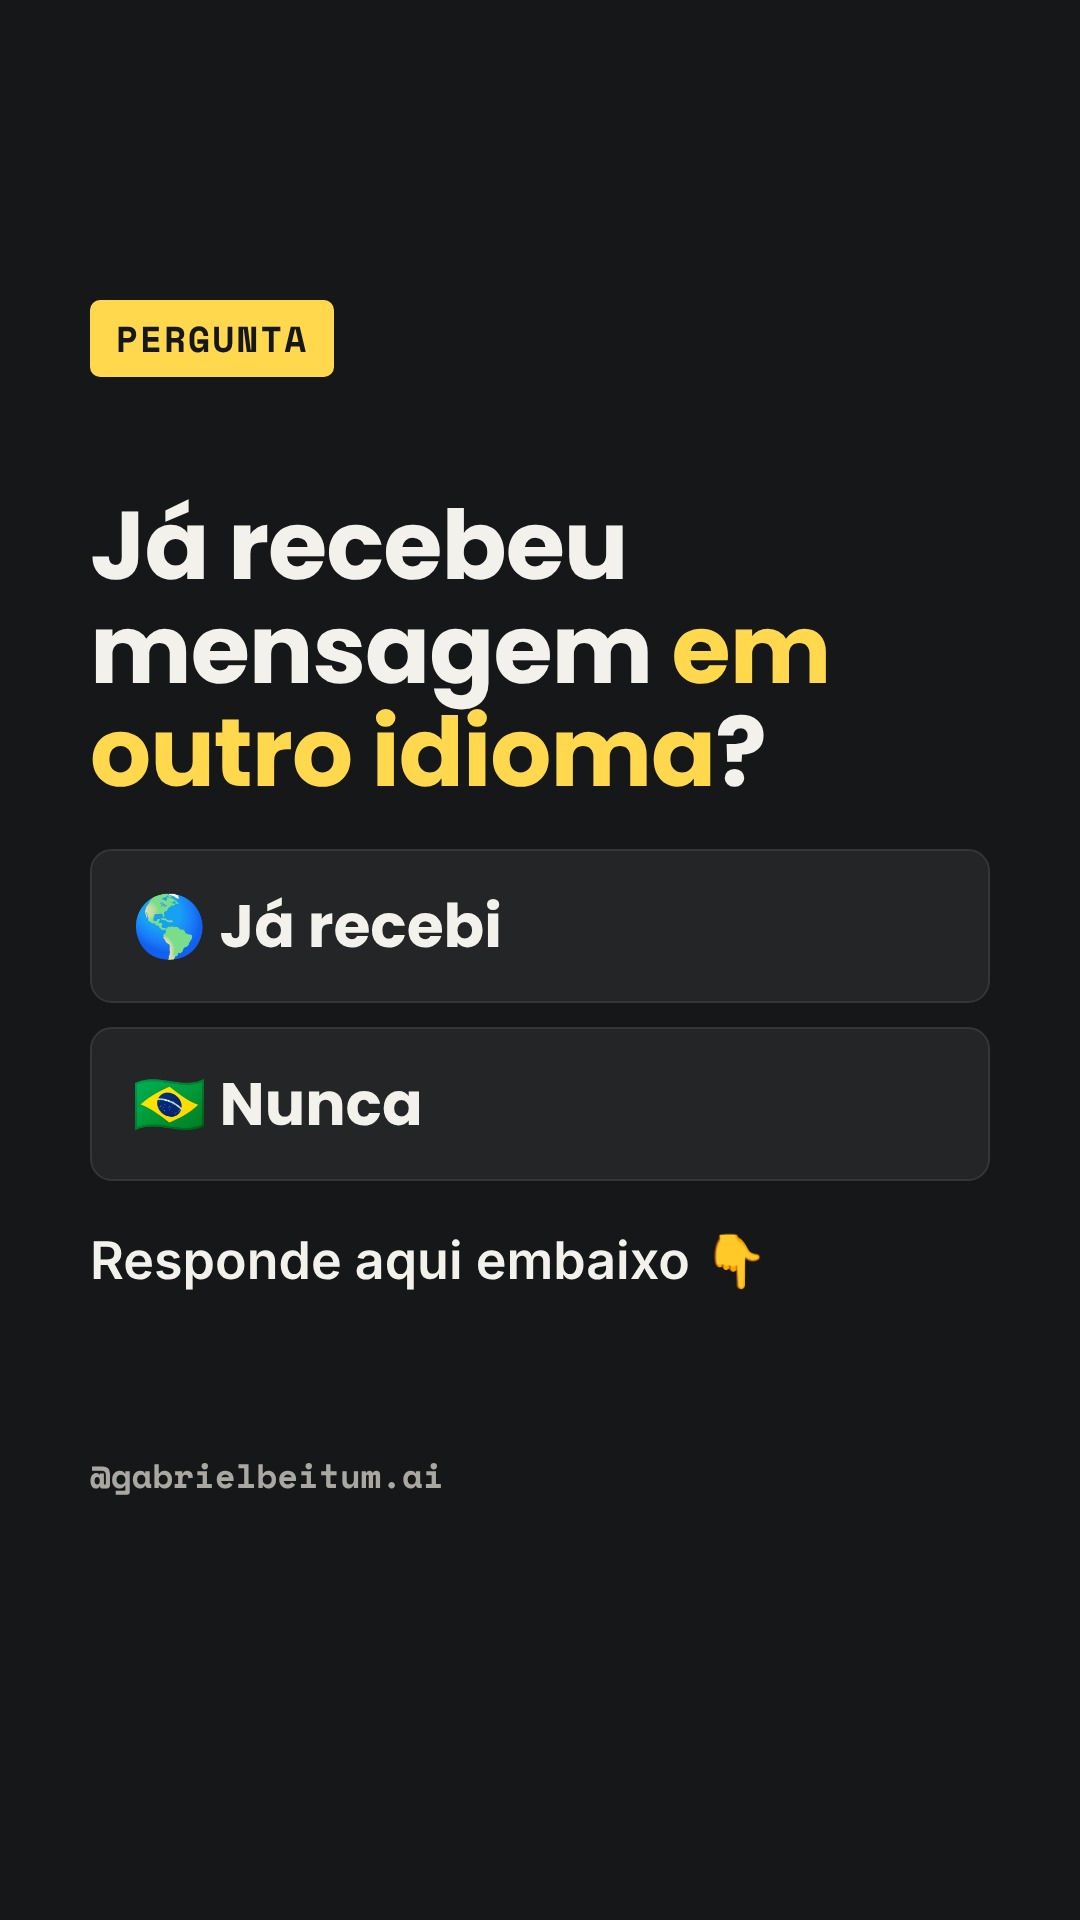 PERGUNTA
Já recebeu
mensagem em
outro idioma?
🌎 Já recebi
🇧🇷 Nunca
Responde aqui embaixo 👇
@gabrielbeitum.ai